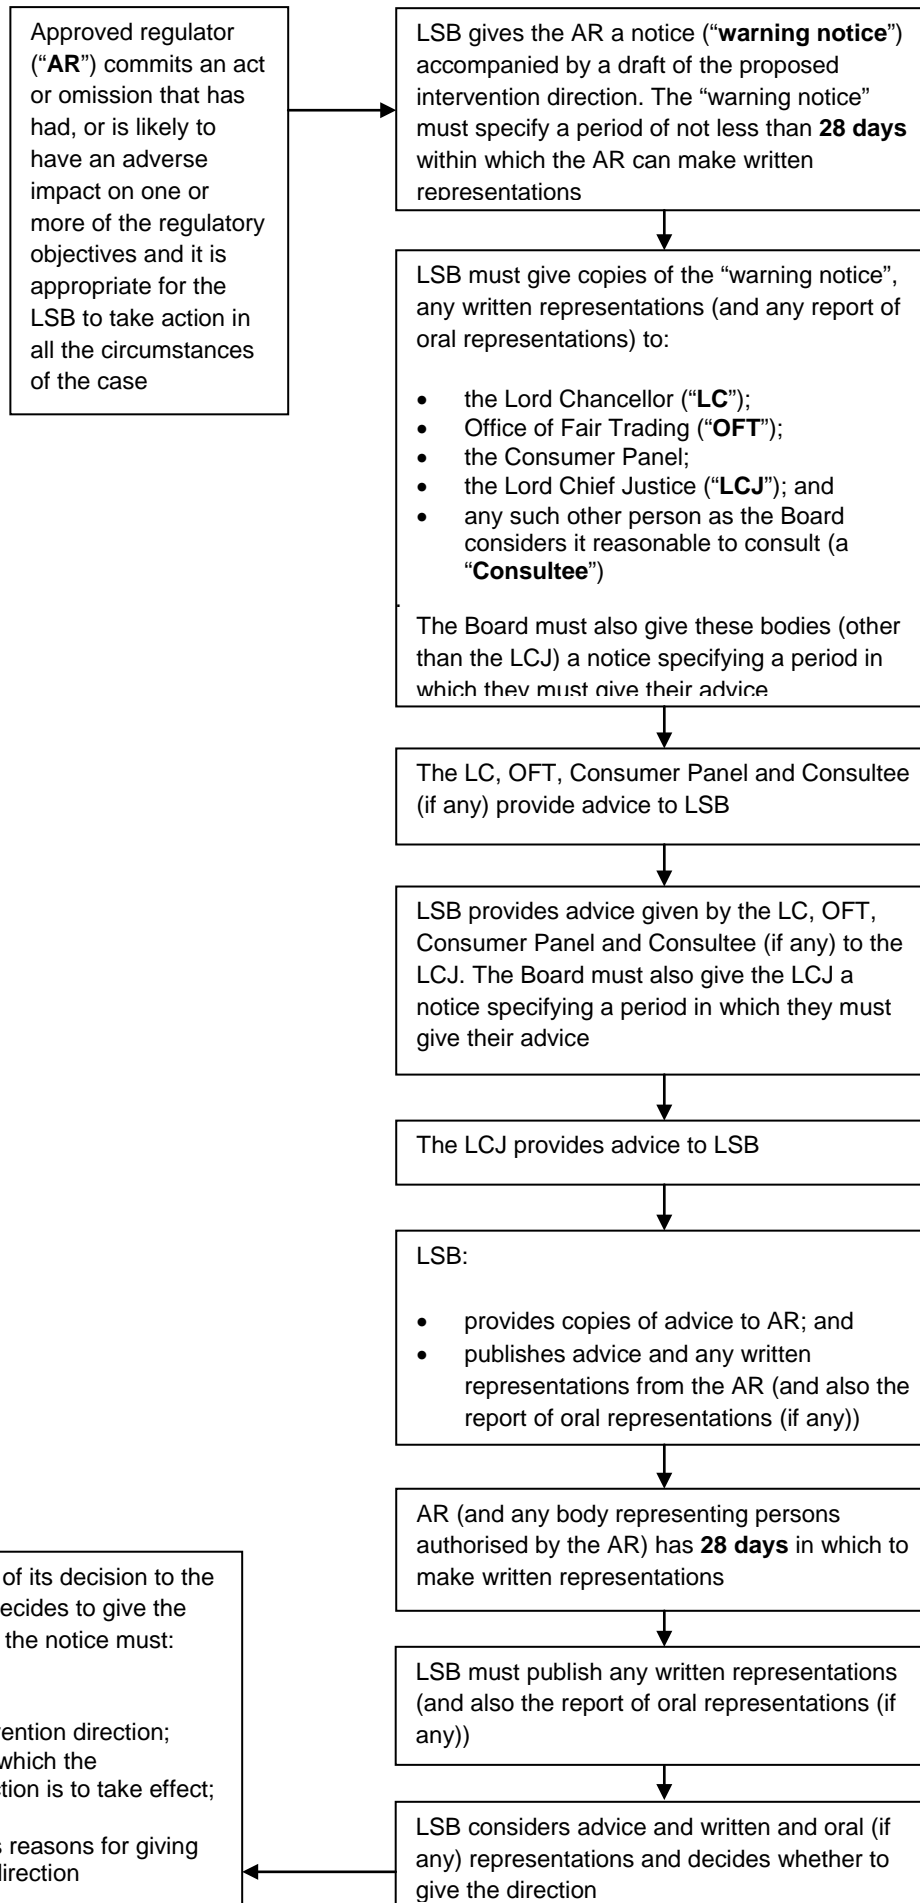 Approved regulator
(“AR”) commits an act
or omission that has
had, or is likely to
have an adverse
impact on one or
more of the regulatory
objectives and it is
appropriate for the
LSB to take action in
all the circumstances
of the case
LSB gives the AR a notice (“warning notice”)
accompanied by a draft of the proposed
intervention direction. The “warning notice”
must specify a period of not less than 28 days
within which the AR can make written
representations
LSB must give copies of the “warning notice”,
any written representations (and any report of
oral representations) to:
• the Lord Chancellor (“LC”);
• Office of Fair Trading (“OFT”);
• the Consumer Panel;
• the Lord Chief Justice (“LCJ”); and
• any such other person as the Board
considers it reasonable to consult (a
“Consultee”)
.
The Board must also give these bodies (other
than the LCJ) a notice specifying a period in
which they must give their advice
The LC, OFT, Consumer Panel and Consultee
(if any) provide advice to LSB
LSB provides advice given by the LC, OFT,
Consumer Panel and Consultee (if any) to the
LCJ. The Board must also give the LCJ a
notice specifying a period in which they must
give their advice
The LCJ provides advice to LSB
LSB:
• provides copies of advice to AR; and
• publishes advice and any written
representations from the AR (and also the
report of oral representations (if any))
AR (and any body representing persons
authorised by the AR) has 28 days in which to
make written representations
LSB must publish any written representations
(and also the report of oral representations (if
any))
LSB considers advice and written and oral (if
any) representations and decides whether to
give the direction
of its decision to the
ecides to give the
the notice must:
ention direction;
which the
ction is to take effect;
s reasons for giving
direction